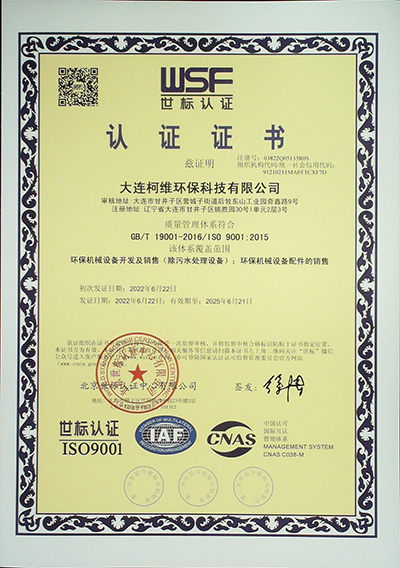 WSF
世标认证
认证证书
兹证明
注册号：03822Q05135R0S
组织机构代码/统一社会信用代码：
大连柯维环保科技有限公司
审核地址:大连市甘井子区营城子街道后牧东山工业园奇鑫路9号
注册地址:辽宁省大连市甘井子区姚胜园30号1单元2层3号
质量管理体系符合
GB/T 19001-2016/ISO 9001:2015
该体系覆盖范围
环保机械设备开发及销售（除污水处理设备）；环保机械设备配件的销售
初次发证日期：2022年6月22日
发证日期：2022年6月22日；有效期至：2025年6月21日
北京世标认证中心有限公司
签发：
世标认证
ISO9001
MEMBER OF MULTILATERAL
IAF
CNAS
中国认可
国际互认
管理体系
MANAGEMENT SYSTEM
CNAS C038-M